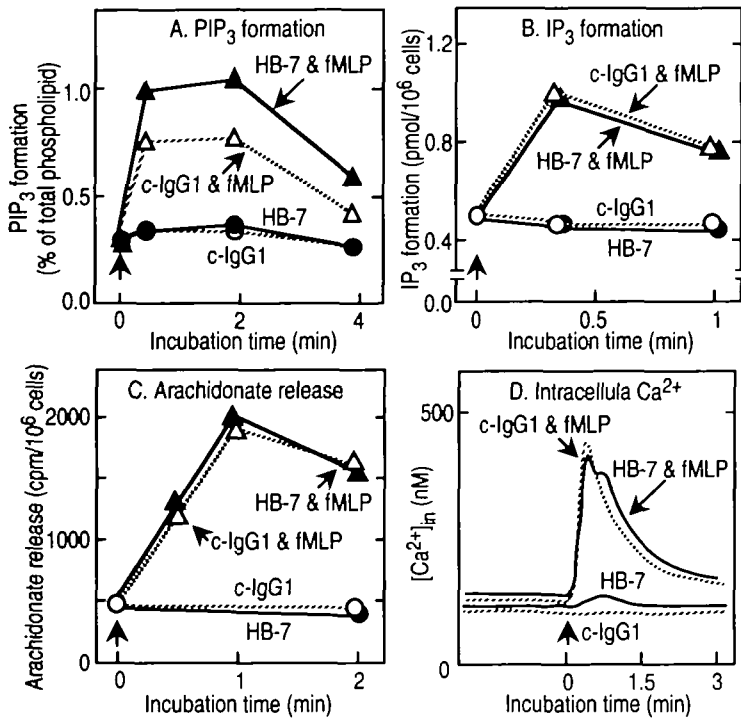 A. PIP3 formation
HB-7 & fMLP
c-IgG1 & fMLP
HB-7
c-IgG1
PIP3 formation
(% of total phospholipid)
1.0
0.5
0.0
0
2
4
Incubation time (min)
B. IP3 formation
c-IgG1 & fMLP
HB-7 & fMLP
c-IgG1
HB-7
IP3 formation (pmol/10^6 cells)
1.2
0.8
0.4
0.0
0
0.5
1
Incubation time (min)
C. Arachidonate release
HB-7 & fMLP
c-IgG1 & fMLP
c-IgG1
HB-7
Arachidonate release (cpm/10^6 cells)
2000
1000
0
0
1
2
Incubation time (min)
D. Intracellula Ca2+
c-IgG1 & fMLP
HB-7 & fMLP
HB-7
c-IgG1
[Ca2+]in (nM)
500
0
0
1.5
3
Incubation time (min)